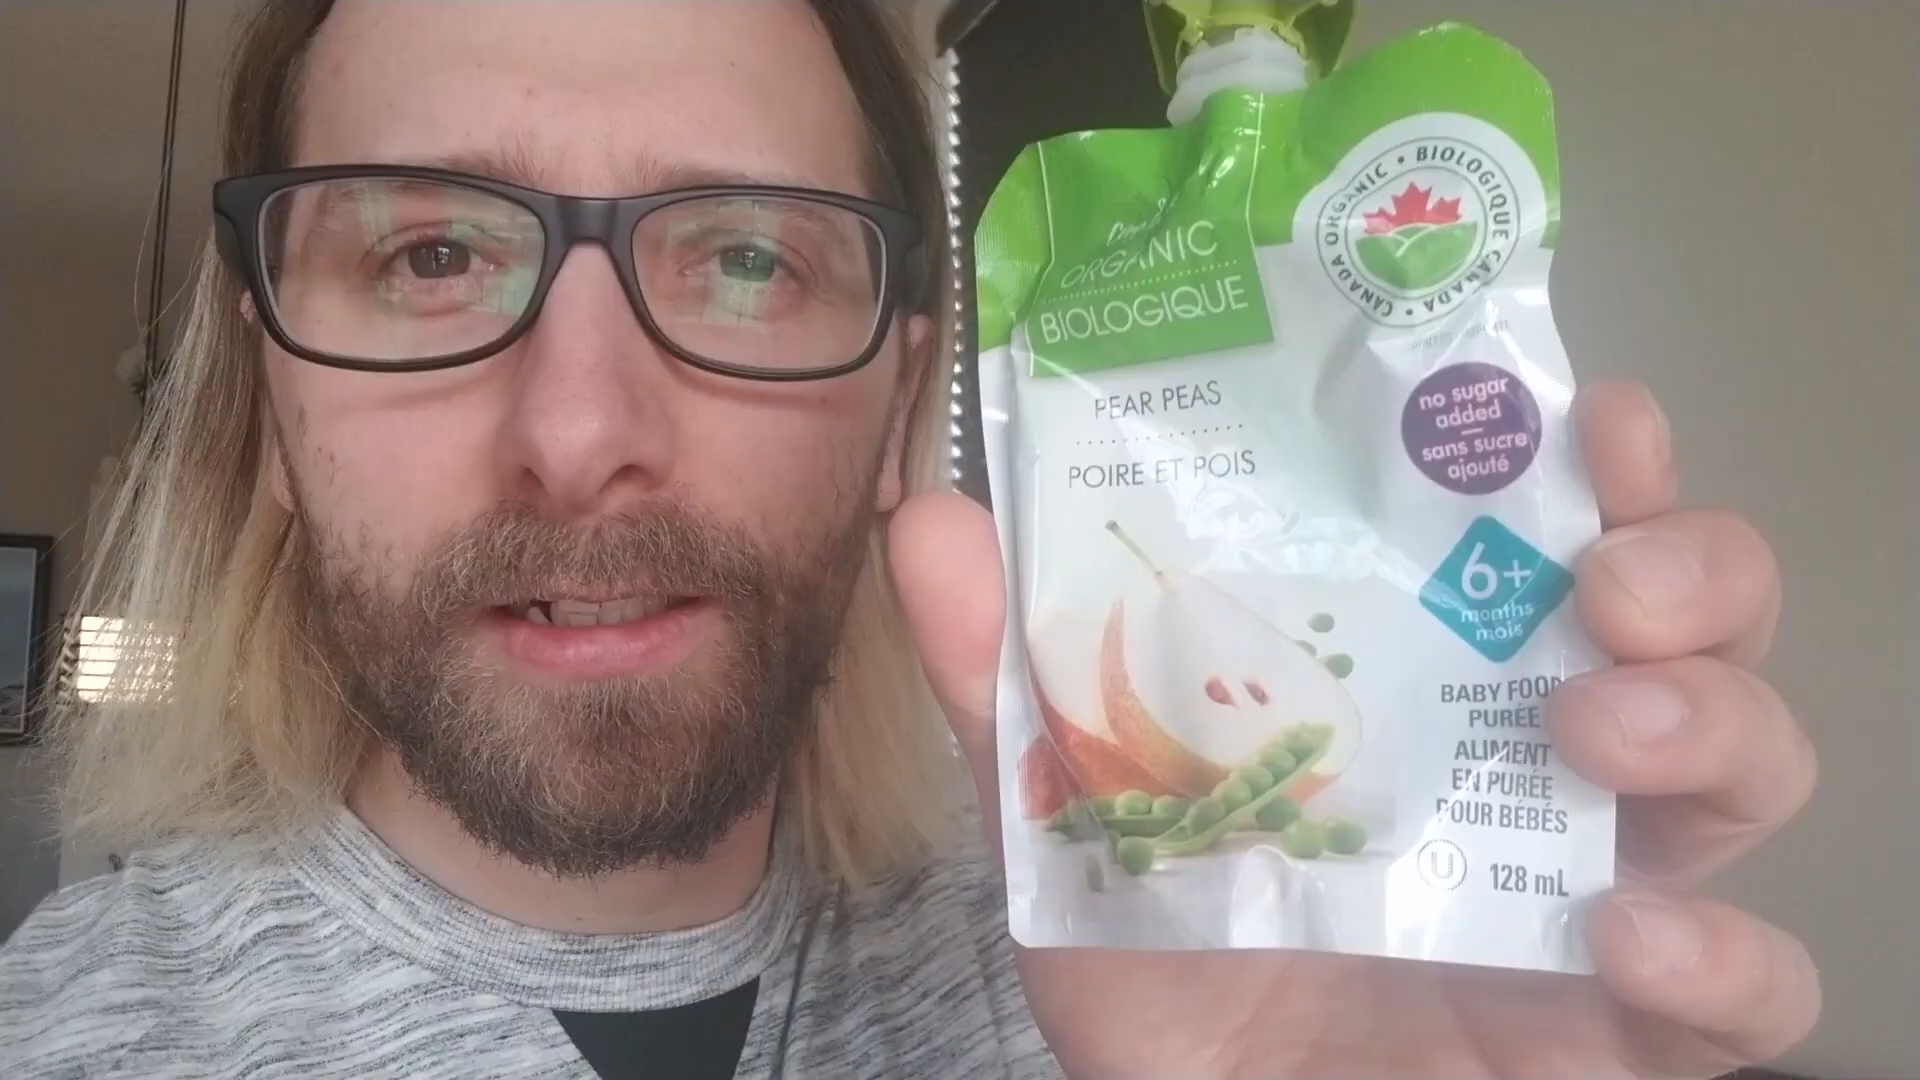 ORGANIC
BIOLOGIQUE
CANADA ORGANIC • BIOLOGIQUE CANADA •
PEAR PEAS
POIRE ET POIS
no sugar
added
sans sucre
ajouté
6+
months
mois
BABY FOOD
PURÉE
ALIMENT
EN PURÉE
POUR BÉBÉS
U
128 mL